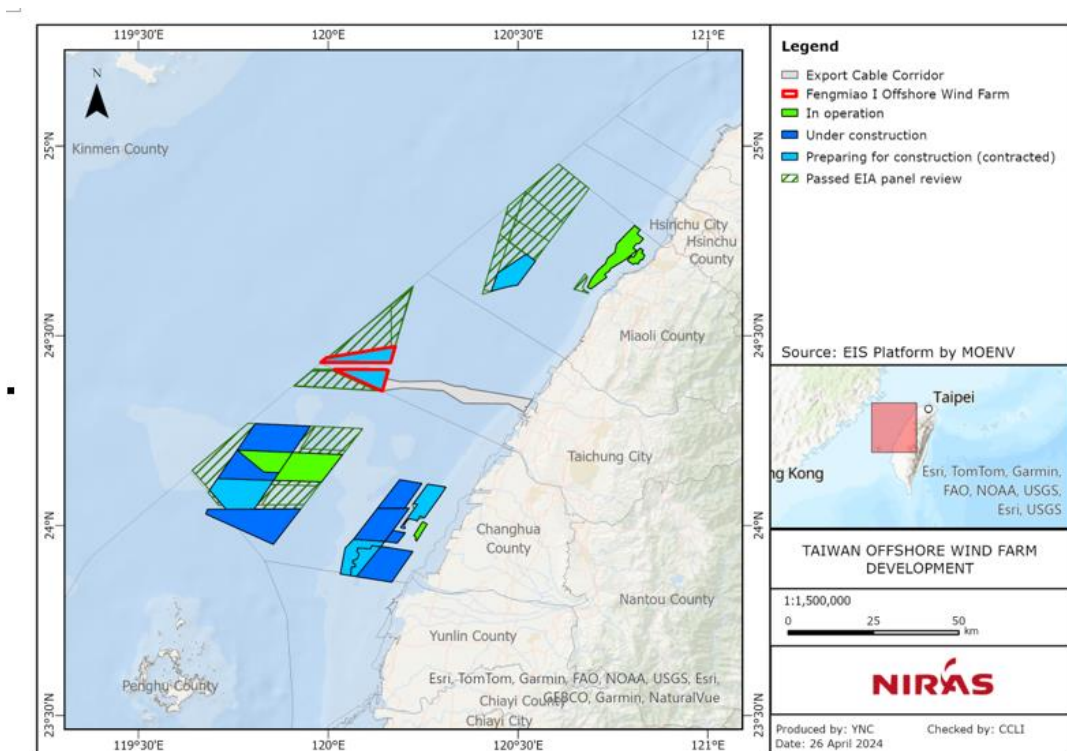 119°30'E
120°E
120°30'E
121°E
N
25°N
24°30'N
24°N
23°30'N
25°N
24°30'N
24°N
23°30'N
Kinmen County
Hsinchu City
Hsinchu
County
Miaoli County
Taichung City
Changhua
County
Nantou County
Yunlin County
Penghu County
Esri, TomTom, Garmin, FAO, NOAA, USGS, Esri,
GEBCO, Garmin, NaturalVue
Chiayi County
Chiayi City
119°30'E
120°E
120°30'E
121°E
Legend
Export Cable Corridor
Fengmiao I Offshore Wind Farm
In operation
Under construction
Preparing for construction (contracted)
Passed EIA panel review
Source: EIS Platform by MOENV
Taipei
ng Kong
Esri, TomTom, Garmin,
FAO, NOAA, USGS,
Esri, USGS
TAIWAN OFFSHORE WIND FARM
DEVELOPMENT
1:1,500,000
0 25 50
km
NIRAS
Produced by: YNC Checked by: CCLI
Date: 26 April 2024